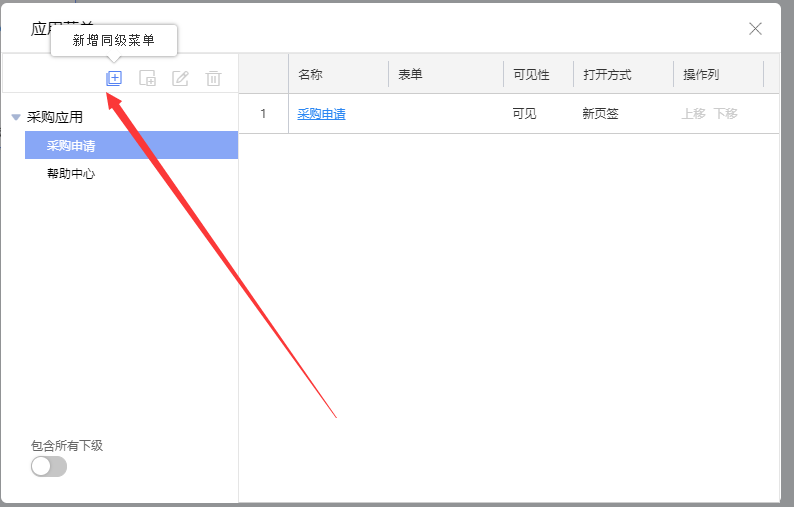 应用菜单
新增同级菜单
采购应用
采购申请
帮助中心
包含所有下级
名称 表单 可见性 打开方式 操作列
1 采购申请 可见 新页签 上移 下移